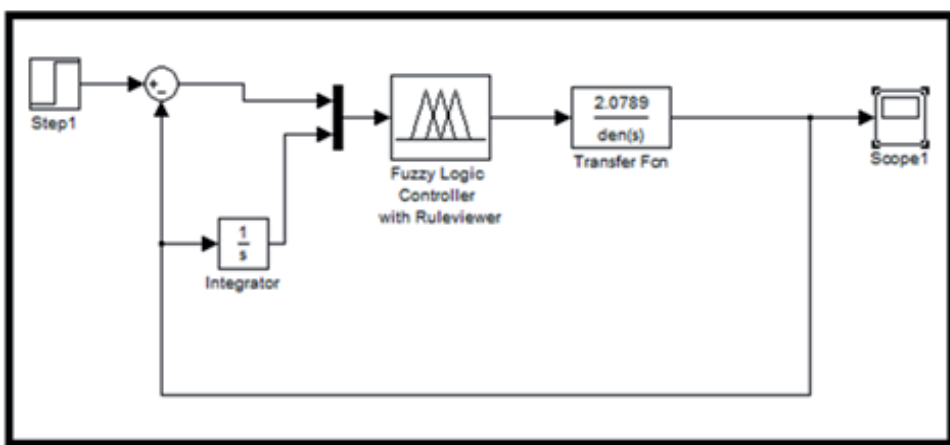 Step1
+
-
Fuzzy Logic
Controller
with Ruleviewer
2.0789
den(s)
Transfer Fcn
Scope1
1
s
Integrator